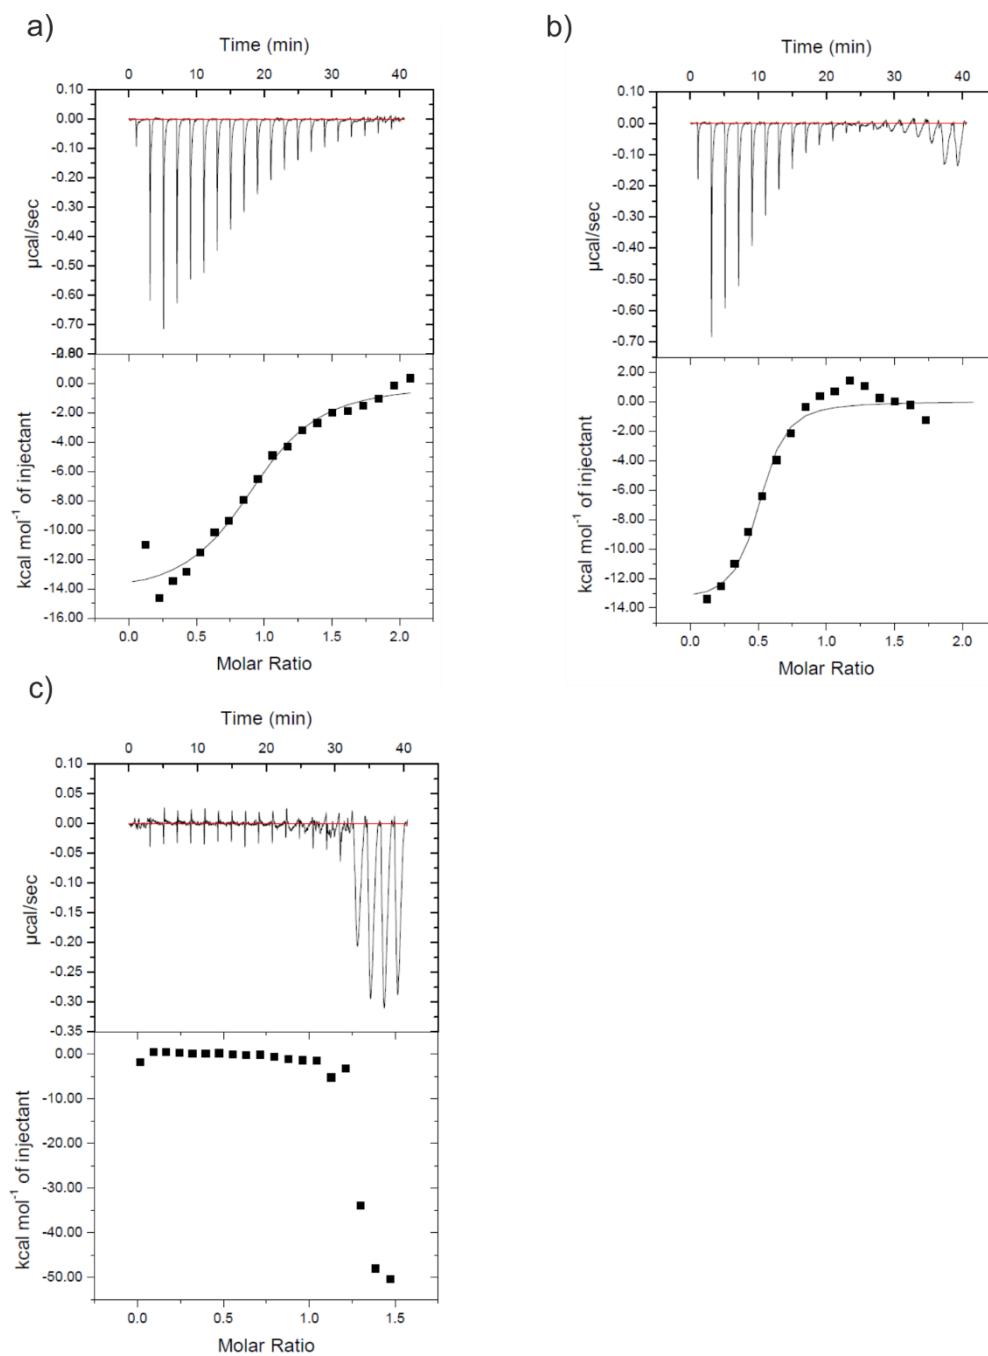 a)
Time (min)
0 10 20 30 40
0.10
0.00
-0.10
-0.20
-0.30
-0.40
-0.50
-0.60
-0.70
µcal/sec
0.00
-2.00
-4.00
-6.00
-8.00
-10.00
-12.00
-14.00
-16.00
kcal mol⁻¹ of injectant
0.0 0.5 1.0 1.5 2.0
Molar Ratio
b)
Time (min)
0 10 20 30 40
0.10
0.00
-0.10
-0.20
-0.30
-0.40
-0.50
-0.60
-0.70
µcal/sec
2.00
0.00
-2.00
-4.00
-6.00
-8.00
-10.00
-12.00
-14.00
kcal mol⁻¹ of injectant
0.0 0.5 1.0 1.5 2.0
Molar Ratio
c)
Time (min)
0 10 20 30 40
0.10
0.05
0.00
-0.05
-0.10
-0.15
-0.20
-0.25
-0.30
-0.35
µcal/sec
0.00
-10.00
-20.00
-30.00
-40.00
-50.00
kcal mol⁻¹ of injectant
0.0 0.5 1.0 1.5
Molar Ratio